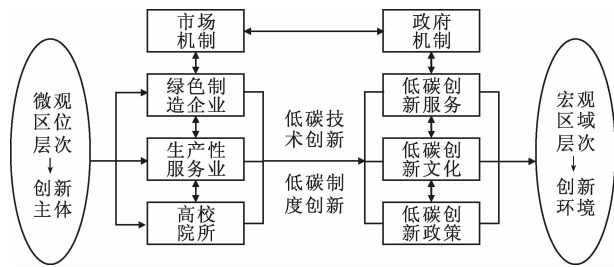 市场
机制
政府
机制
微观
区位
层次
创新
主体
绿色制
造企业
生产性
服务业
高校
院所
低碳技
术创新
低碳制
度创新
低碳创
新服务
低碳创
新文化
低碳创
新政策
宏观
区域
层次
创新
环境